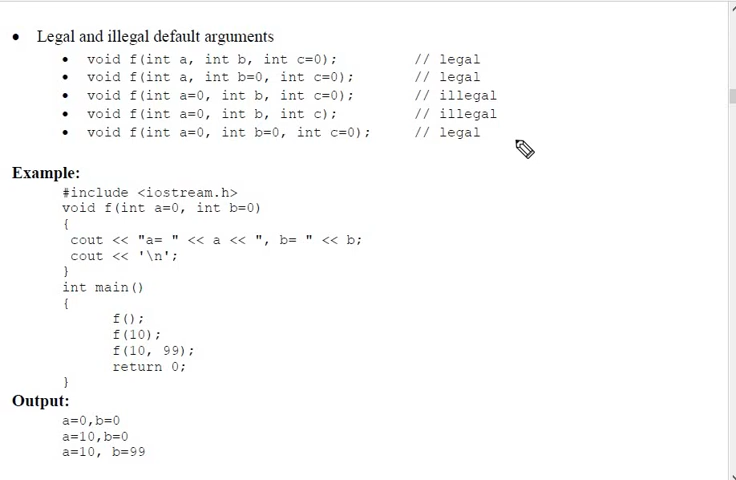 • Legal and illegal default arguments
• void f(int a, int b, int c=0); // legal
• void f(int a, int b=0, int c=0); // legal
• void f(int a=0, int b, int c=0); // illegal
• void f(int a=0, int b, int c); // illegal
• void f(int a=0, int b=0, int c=0); // legal
Example:
#include <iostream.h>
void f(int a=0, int b=0)
{
cout << "a= " << a << ", b= " << b;
cout << '\n';
}
int main()
{
f();
f(10);
f(10, 99);
return 0;
}
Output:
a=0,b=0
a=10,b=0
a=10, b=99